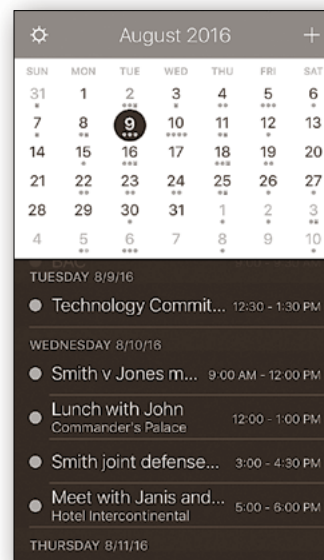 August 2016 +
SUN MON TUE WED THU FRI SAT
31 1 2 3 4 5 6
7 8 9 10 11 12 13
14 15 16 17 18 19 20
21 22 23 24 25 26 27
28 29 30 31 1 2 3
4 5 6 7 8 9 10
TUESDAY 8/9/16
Technology Commit... 12:30 - 1:30 PM
WEDNESDAY 8/10/16
Smith v Jones m... 9:00 AM - 12:00 PM
Lunch with John 12:00 - 1:00 PM
Commander's Palace
Smith joint defense... 3:00 - 4:30 PM
Meet with Janis and... 5:00 - 6:00 PM
Hotel Intercontinental
THURSDAY 8/11/16